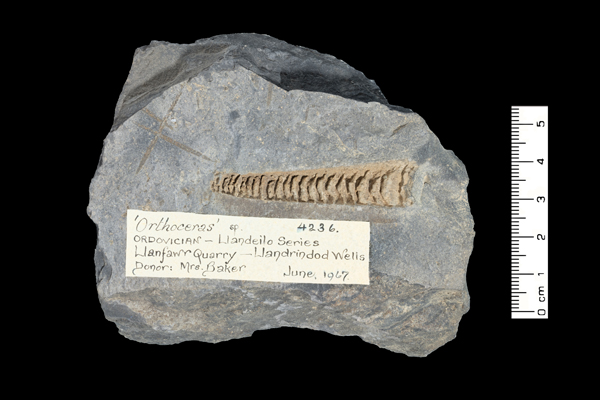 'Orthoceras' sp. 4236.
ORDOVICIAN – Llandeilo Series
Llanfawr Quarry – Llandrindod Wells
Donor: Mrs. Baker June, 1967.
5
4
3
2
1
0 cm